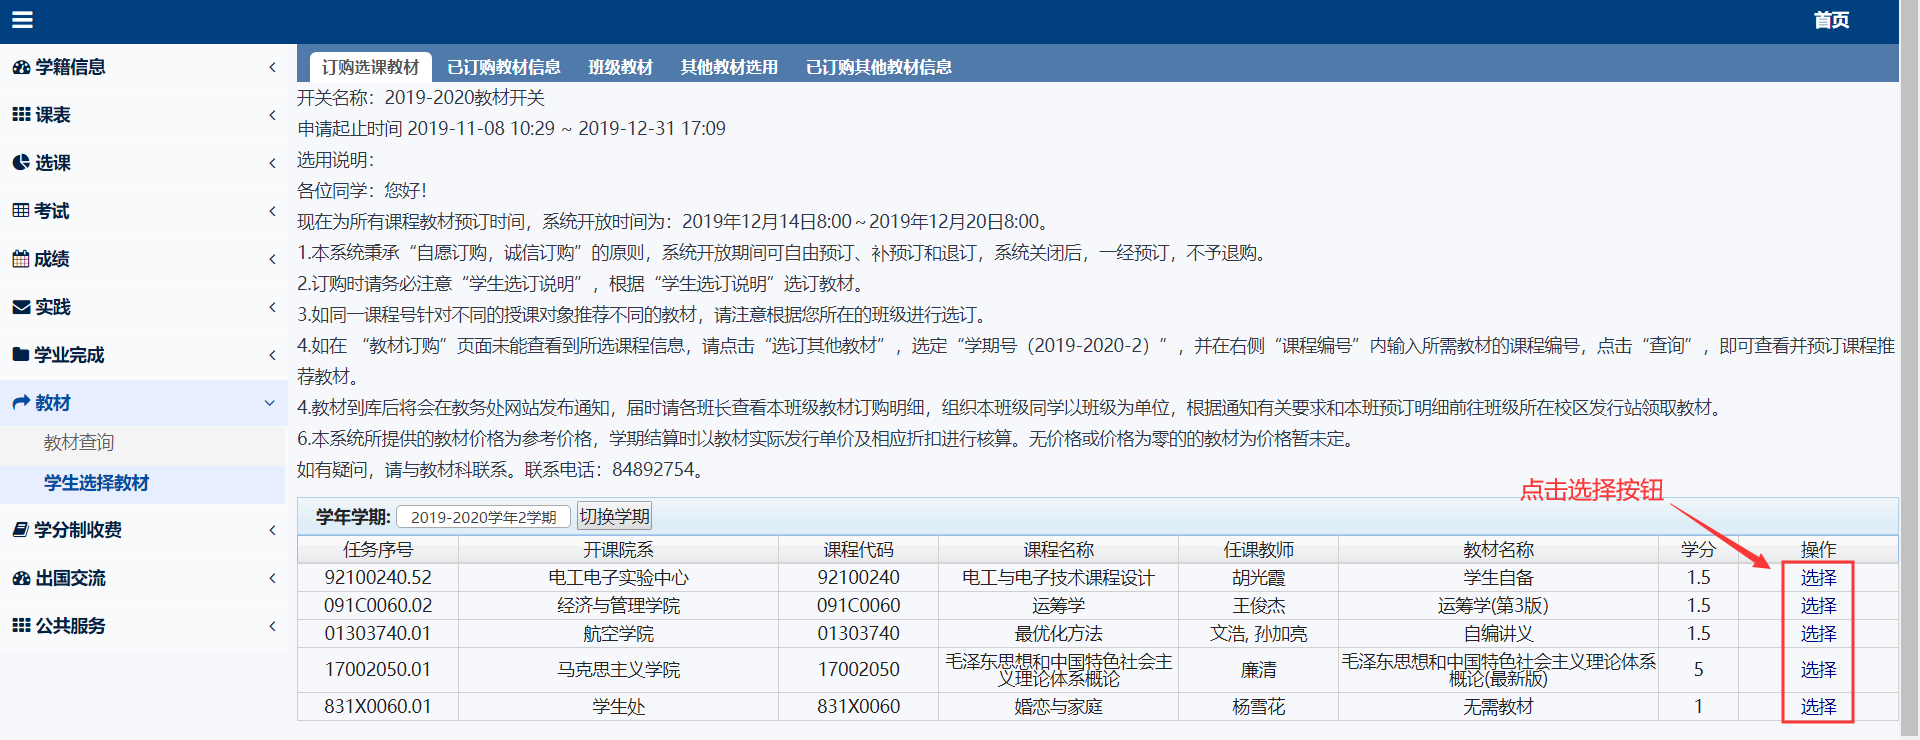 首页
学籍信息
课表
选课
考试
成绩
实践
学业完成
教材
教材查询
学生选择教材
学分制收费
出国交流
公共服务
订购选课教材 已订购教材信息 班级教材 其他教材选用 已订购其他教材信息
开关名称：2019-2020教材开关
申请起止时间 2019-11-08 10:29 ~ 2019-12-31 17:09
选用说明：
各位同学：您好！
现在为所有课程教材预订时间，系统开放时间为：2019年12月14日8:00～2019年12月20日8:00。
1.本系统秉承“自愿订购，诚信订购”的原则，系统开放期间可自由预订、补预订和退订，系统关闭后，一经预订，不予退购。
2.订购时请务必注意“学生选订说明”，根据“学生选订说明”选订教材。
3.如同一课程号针对不同的授课对象推荐不同的教材，请注意根据您所在的班级进行选订。
4.如在 “教材订购”页面未能查看到所选课程信息，请点击“选订其他教材”，选定“学期号（2019-2020-2）”，并在右侧“课程编号”内输入所需教材的课程编号，点击“查询”，即可查看并预订课程推
荐教材。
4.教材到库后将会在教务处网站发布通知，届时请各班长查看本班级教材订购明细，组织本班级同学以班级为单位，根据通知有关要求和本班预订明细前往班级所在校区发行站领取教材。
6.本系统所提供的教材价格为参考价格，学期结算时以教材实际发行单价及相应折扣进行核算。无价格或价格为零的的教材为价格暂未定。
如有疑问，请与教材科联系。联系电话：84892754。
点击选择按钮
学年学期: 2019-2020学年2学期 切换学期
任务序号 开课院系 课程代码 课程名称 任课教师 教材名称 学分 操作
92100240.52 电工电子实验中心 92100240 电工与电子技术课程设计 胡光霞 学生自备 1.5 选择
091C0060.02 经济与管理学院 091C0060 运筹学 王俊杰 运筹学(第3版) 1.5 选择
01303740.01 航空学院 01303740 最优化方法 文浩, 孙加亮 自编讲义 1.5 选择
17002050.01 马克思主义学院 17002050 毛泽东思想和中国特色社会主 廉清 毛泽东思想和中国特色社会主义理论体系 5 选择
义理论体系概论 概论(最新版)
831X0060.01 学生处 831X0060 婚恋与家庭 杨雪花 无需教材 1 选择